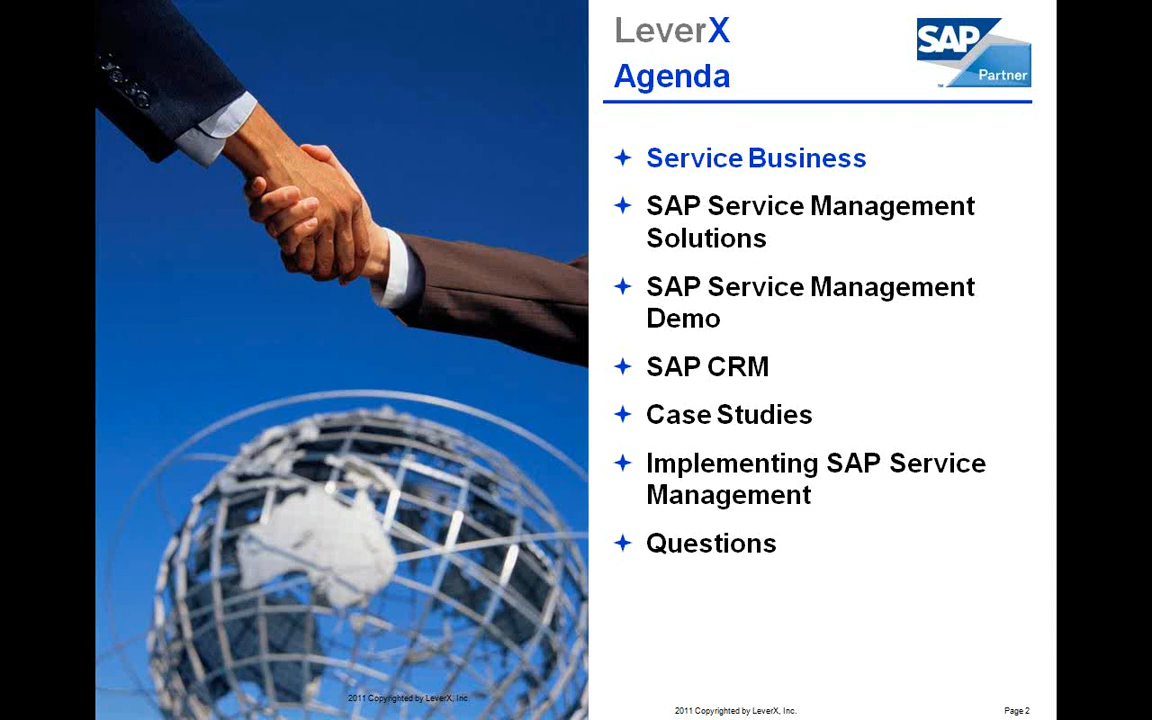 LeverX
Agenda
SAP
Partner
Service Business
SAP Service Management
Solutions
SAP Service Management
Demo
SAP CRM
Case Studies
Implementing SAP Service
Management
Questions
2011 Copyrighted by LeverX, Inc.
2011 Copyrighted by LeverX, Inc.
Page 2